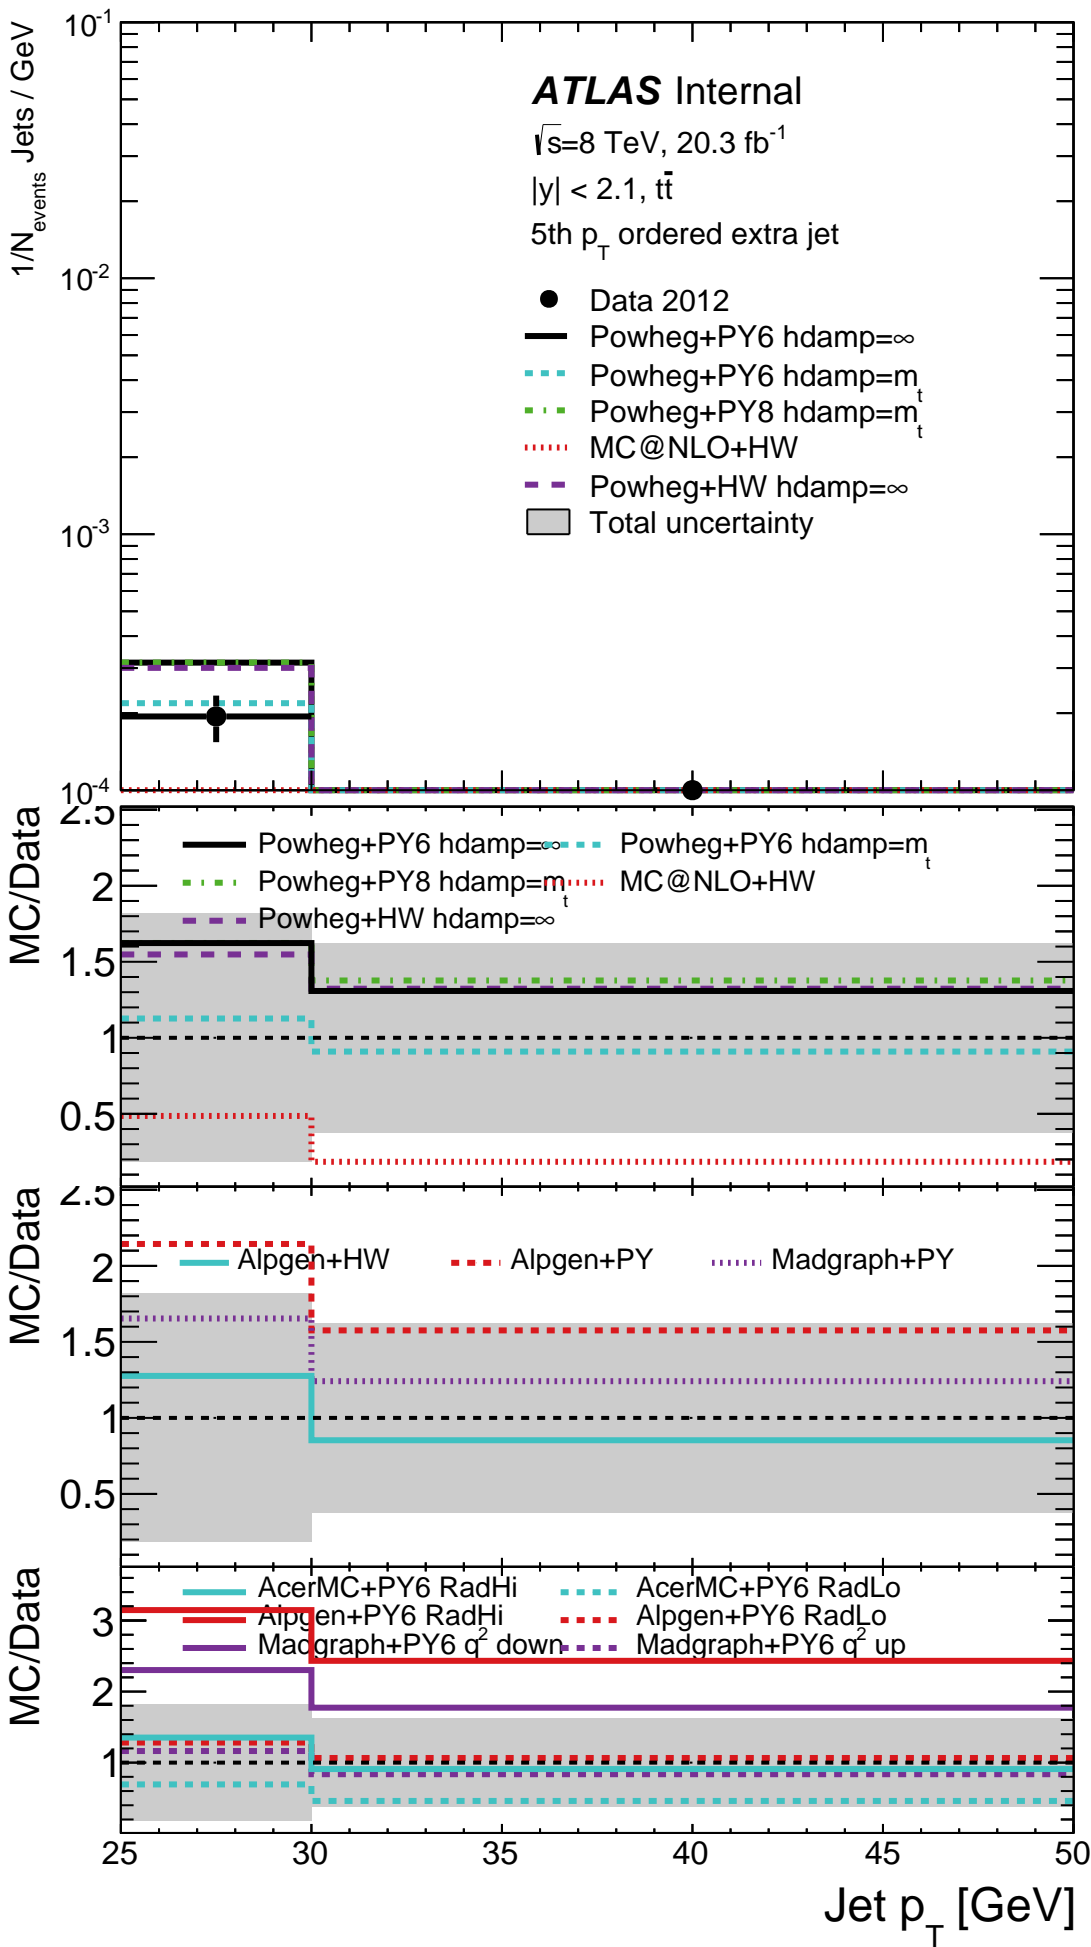 1/N_events Jets / GeV
10^-1
10^-2
10^-3
10^-4
ATLAS Internal
√s=8 TeV, 20.3 fb^-1
|y| < 2.1, tt̄
5th p_T ordered extra jet
Data 2012
Powheg+PY6 hdamp=∞
Powheg+PY6 hdamp=m_t
Powheg+PY8 hdamp=m_t
MC@NLO+HW
Powheg+HW hdamp=∞
Total uncertainty
MC/Data
2.5
2
1.5
1
0.5
Powheg+PY6 hdamp=∞
Powheg+PY6 hdamp=m_t
Powheg+PY8 hdamp=m_t
MC@NLO+HW
Powheg+HW hdamp=∞
MC/Data
2.5
2
1.5
1
0.5
Alpgen+HW
Alpgen+PY
Madgraph+PY
MC/Data
3
2
1
AcerMC+PY6 RadHi
AcerMC+PY6 RadLo
Alpgen+PY6 RadHi
Alpgen+PY6 RadLo
Madgraph+PY6 q^2 down
Madgraph+PY6 q^2 up
25 30 35 40 45 50
Jet p_T [GeV]